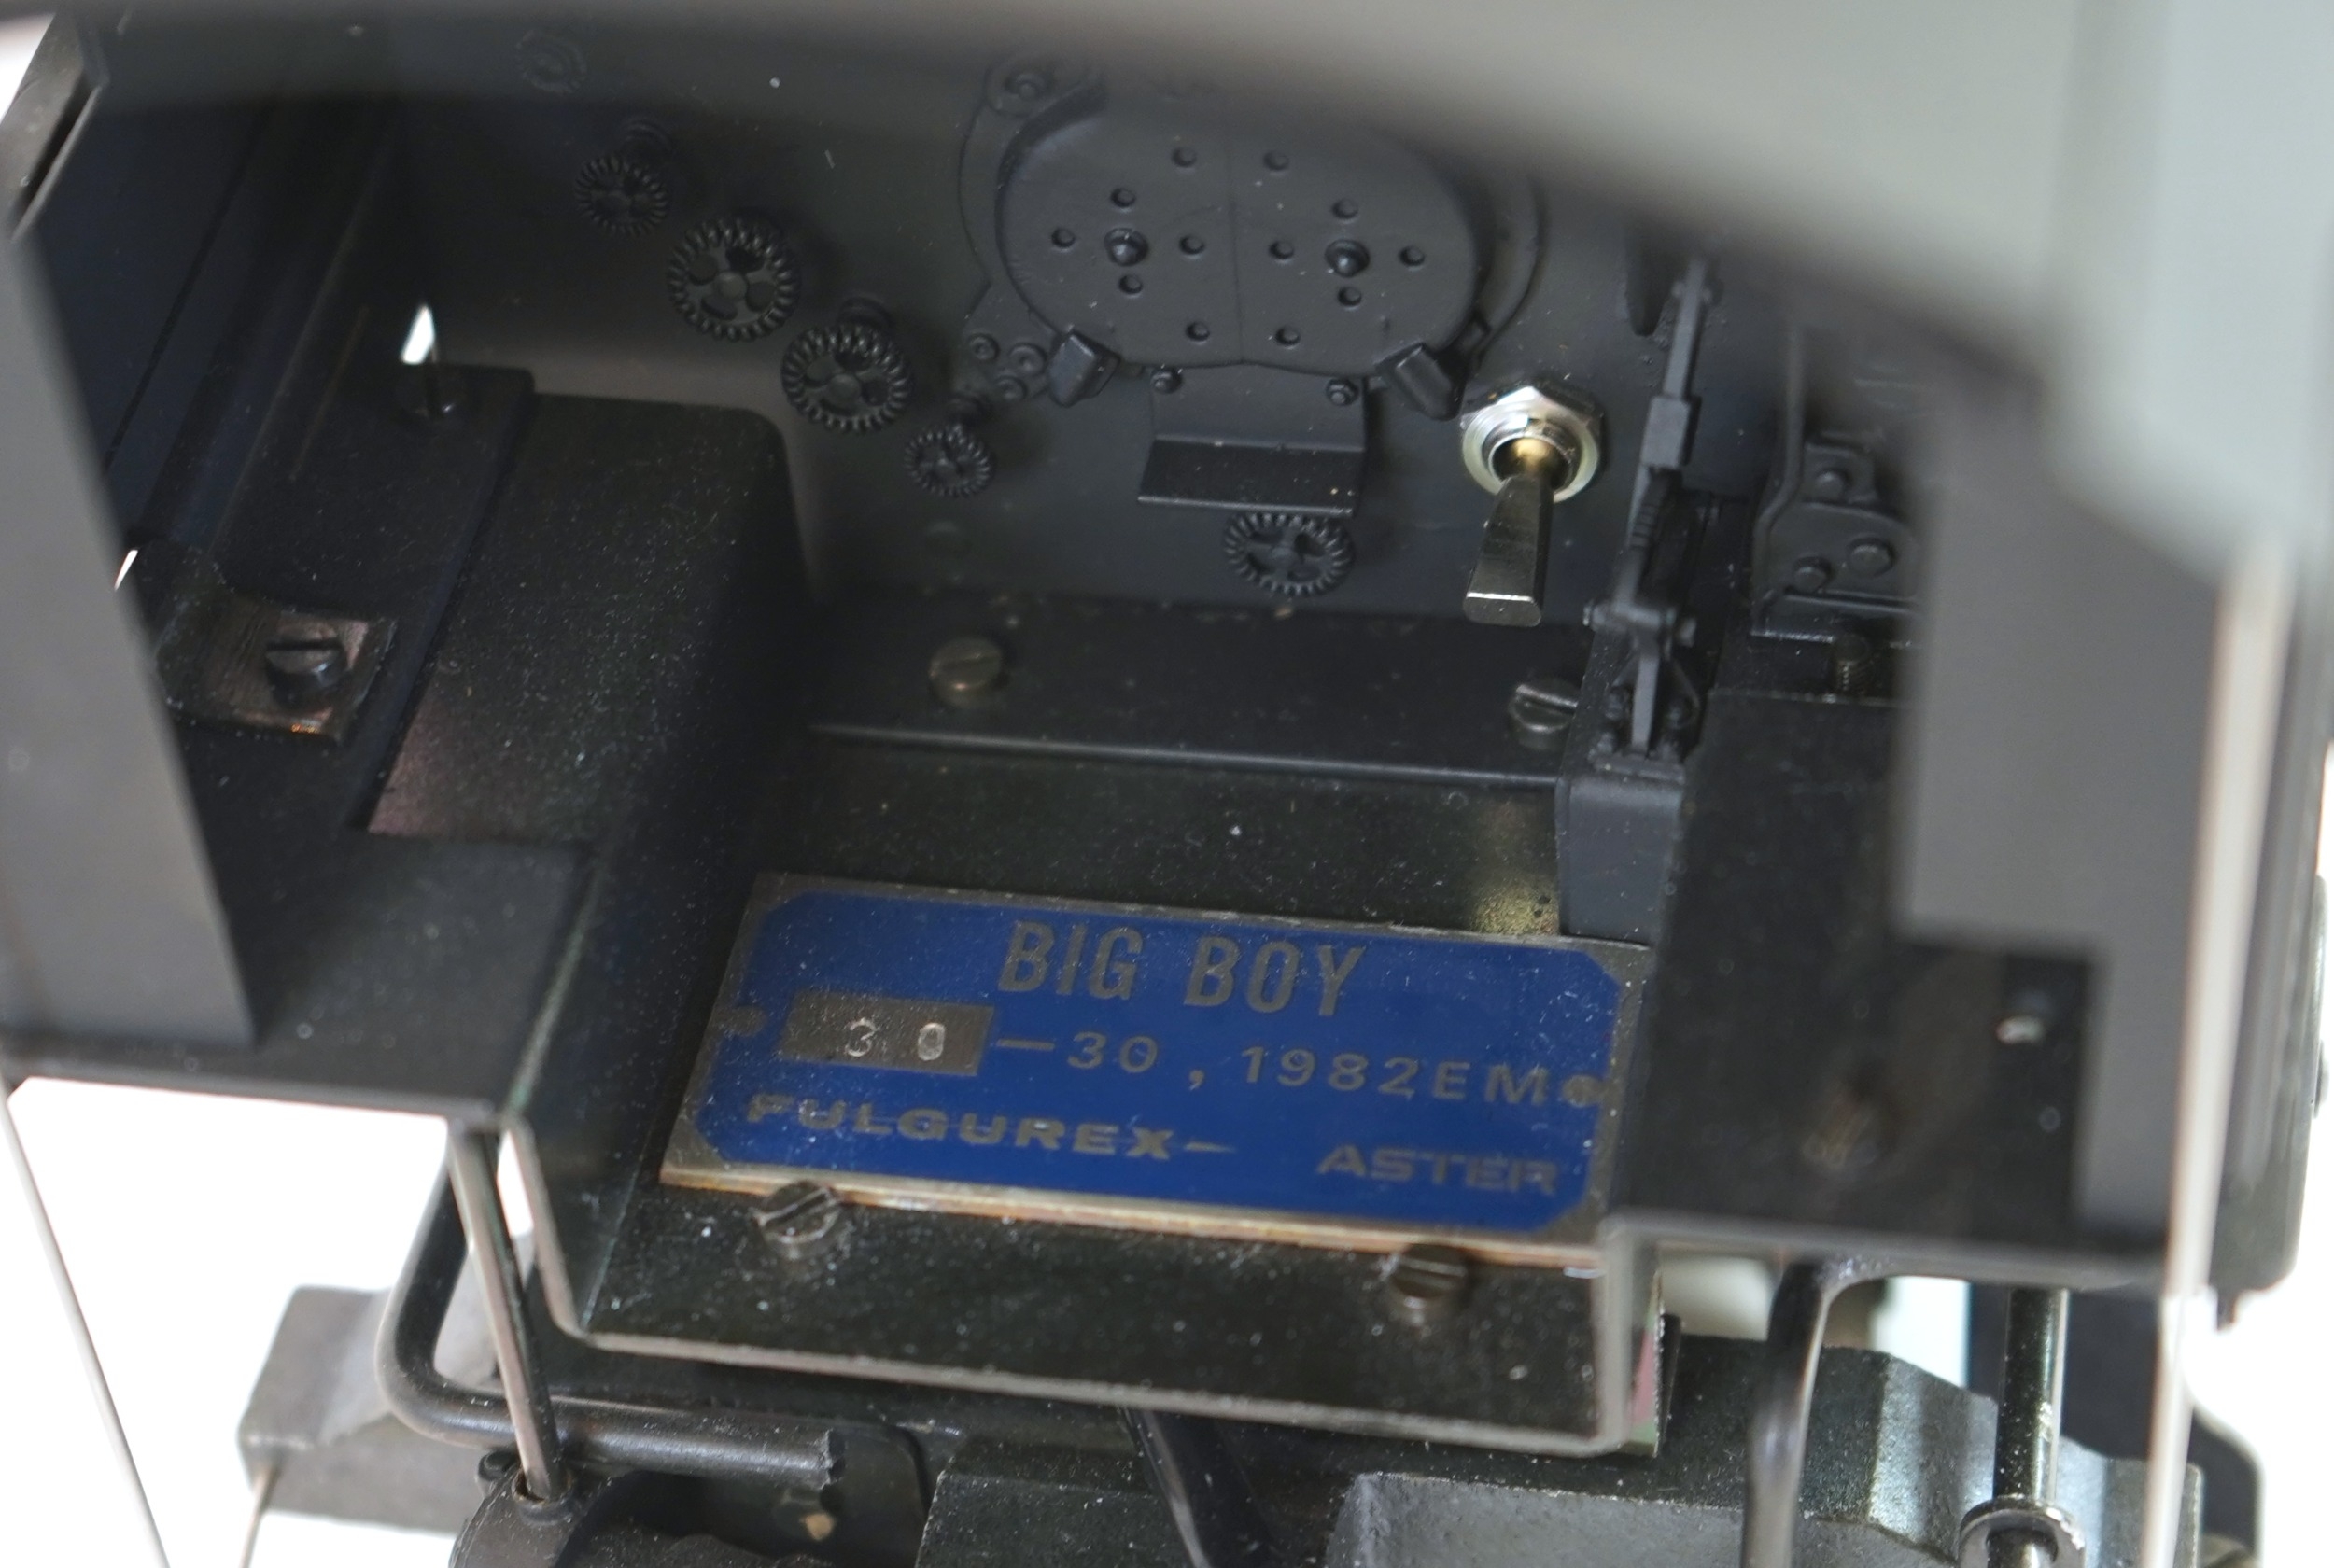 BIG BOY
30 — 30 , 1982EM
FULGUREX – ASTER